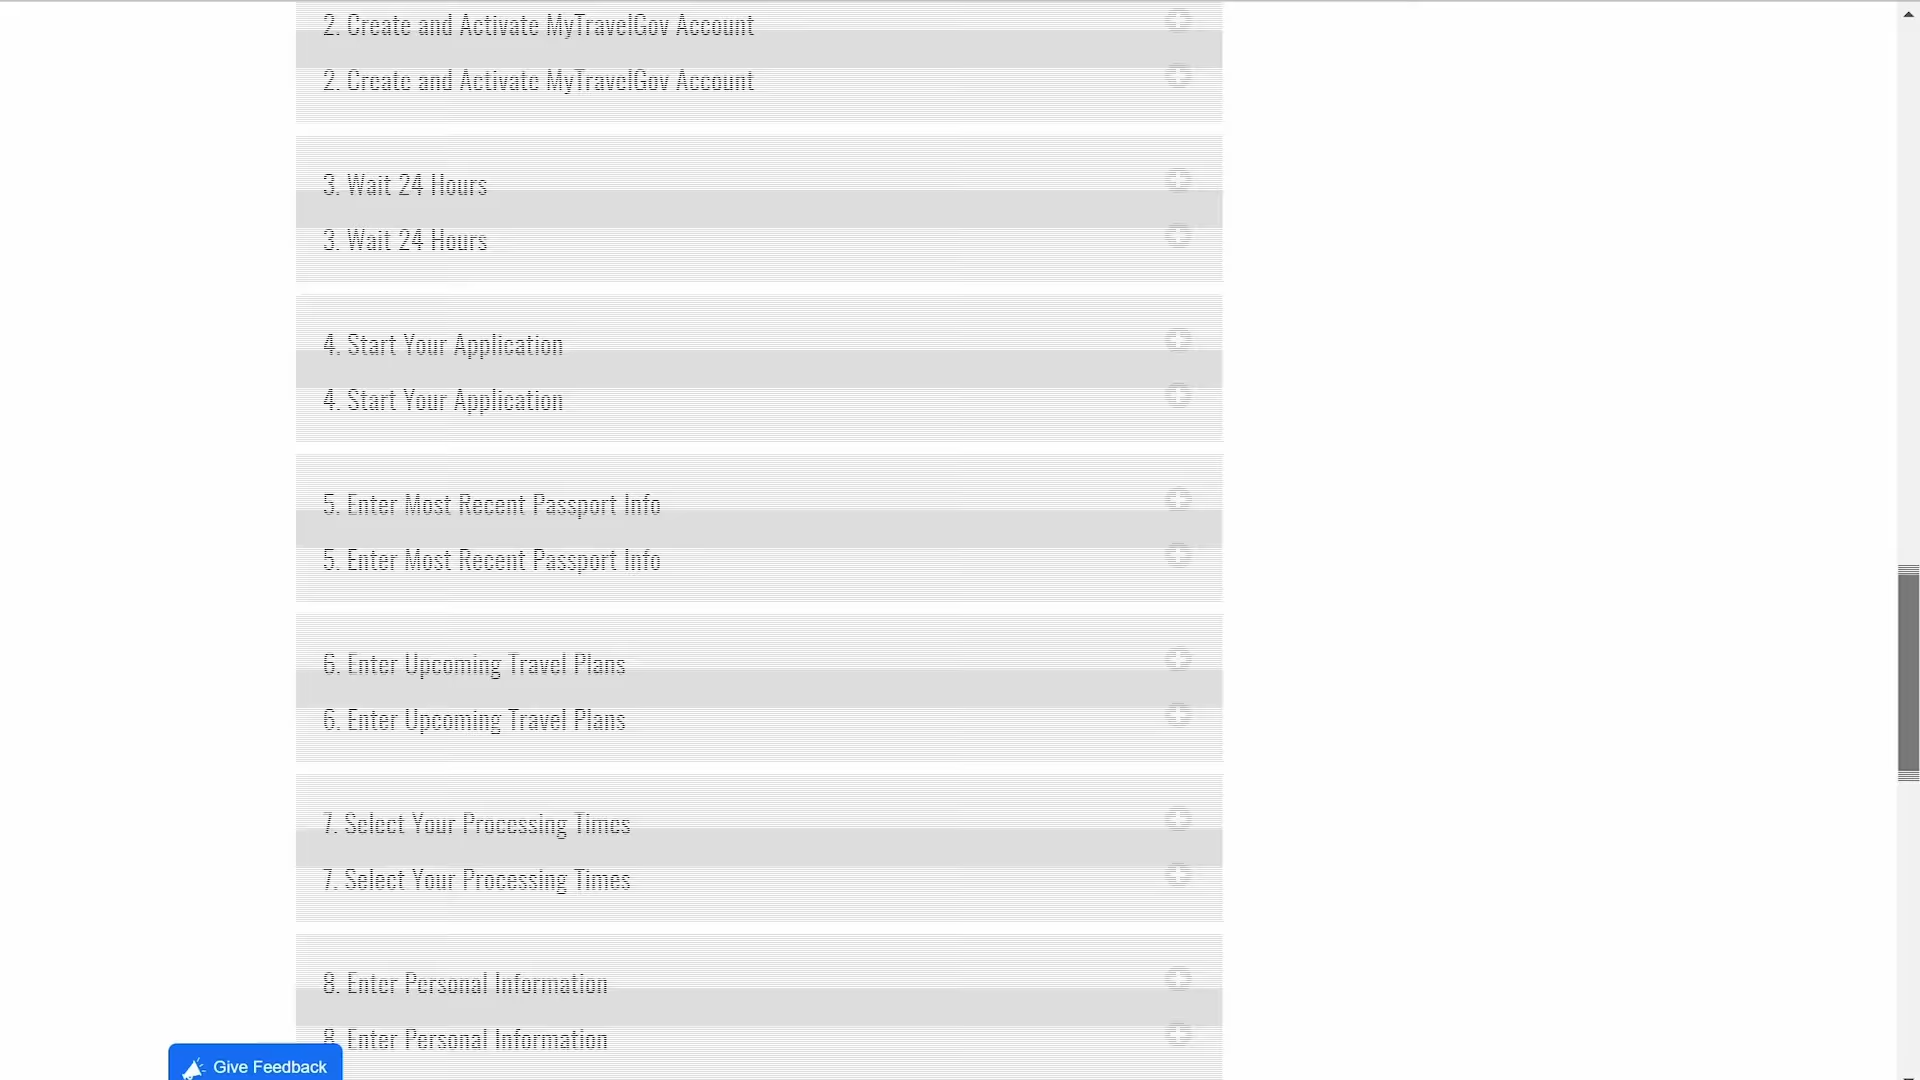 2. Create and Activate MyTravelGov Account
2. Create and Activate MyTravelGov Account
3. Wait 24 Hours
3. Wait 24 Hours
4. Start Your Application
4. Start Your Application
5. Enter Most Recent Passport Info
5. Enter Most Recent Passport Info
6. Enter Upcoming Travel Plans
6. Enter Upcoming Travel Plans
7. Select Your Processing Times
7. Select Your Processing Times
8. Enter Personal Information
8. Enter Personal Information
Give Feedback